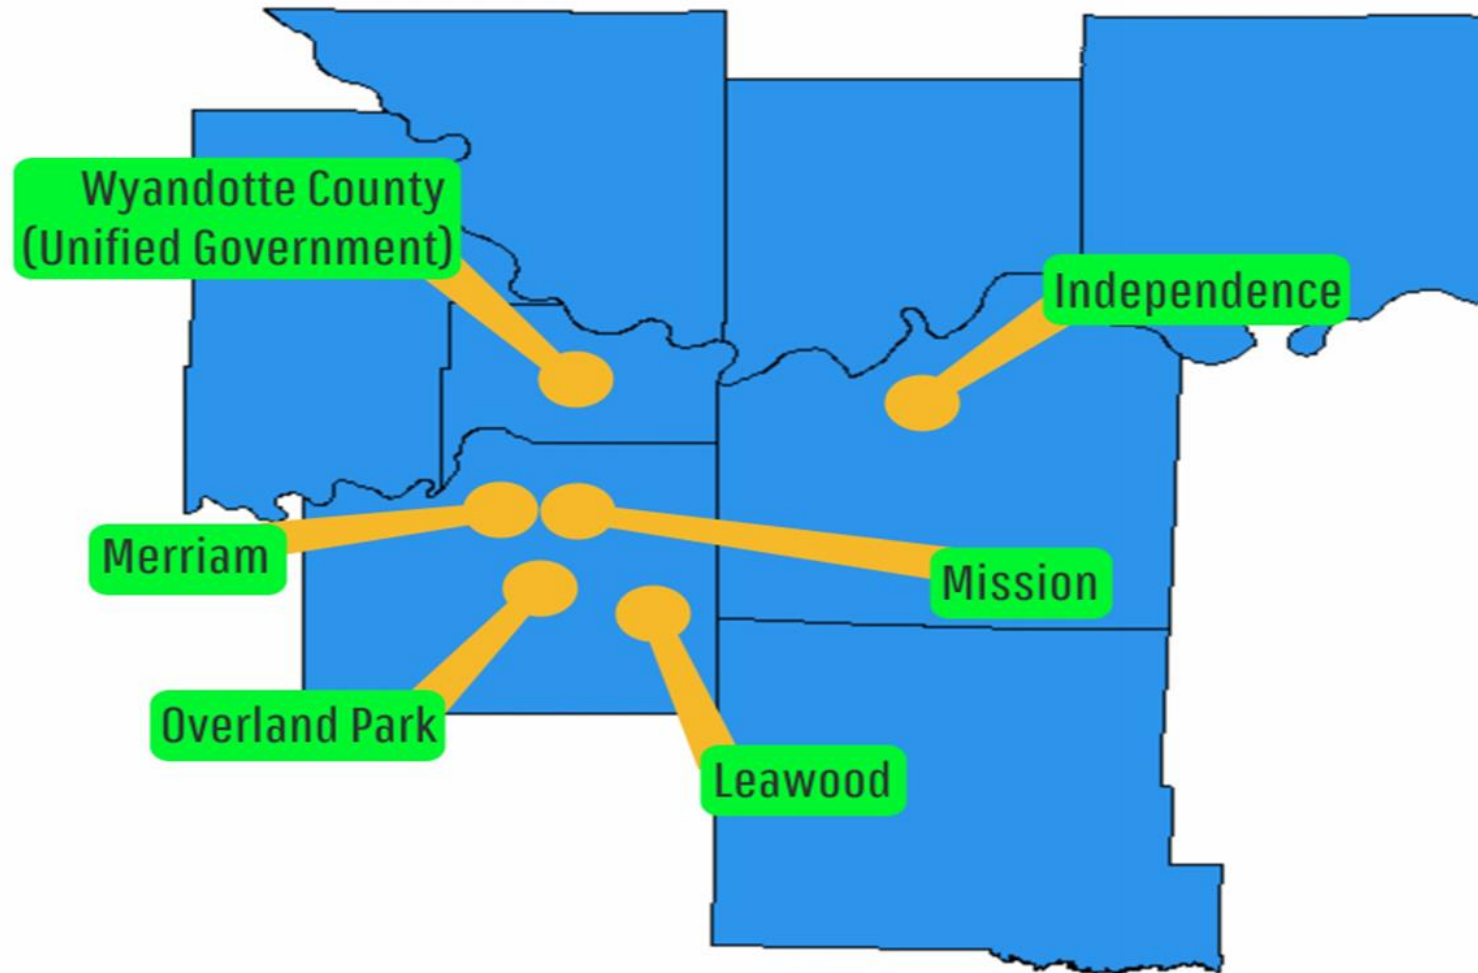 Wyandotte County
(Unified Government)
Independence
Merriam
Mission
Overland Park
Leawood